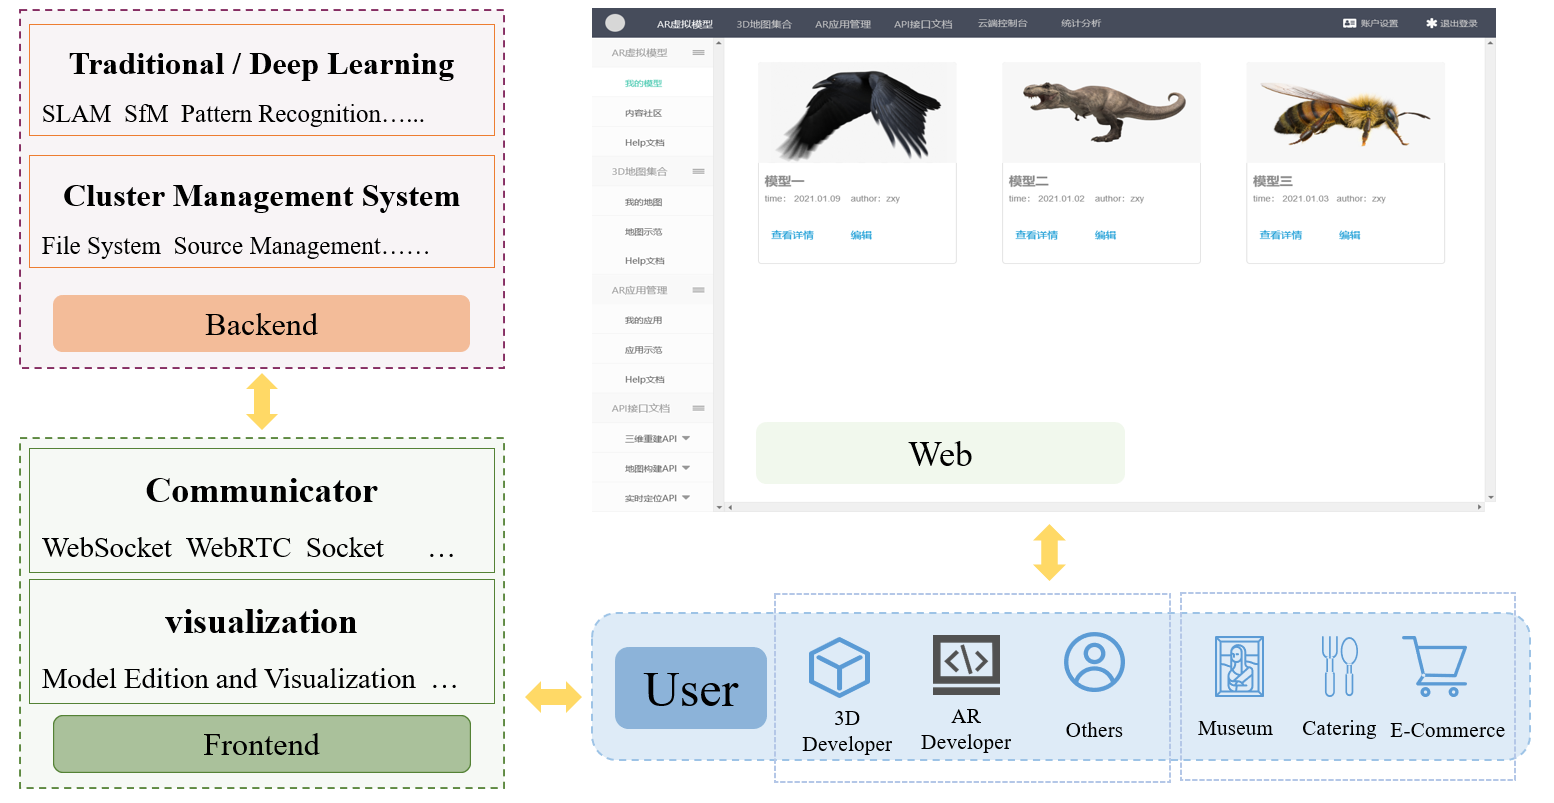 Traditional / Deep Learning
SLAM SfM Pattern Recognition…...
Cluster Management System
File System Source Management……
Backend
Communicator
WebSocket WebRTC Socket …
visualization
Model Edition and Visualization …
Frontend
AR虚拟模型 3D地图集合 AR应用管理 API接口文档 云端控制台 统计分析 账户设置 退出登录
AR虚拟模型
我的模型
内容社区
Help文档
3D地图集合
我的地图
地图示范
Help文档
AR应用管理
我的应用
应用示范
Help文档
API接口文档
三维重建API
地图构建API
实时定位API
模型一
time: 2021.01.09 author: zxy
查看详情 编辑
模型二
time: 2021.01.02 author: zxy
查看详情 编辑
模型三
time: 2021.01.03 author: zxy
查看详情 编辑
Web
User
3D
Developer
AR
Developer
Others
Museum
Catering
E-Commerce